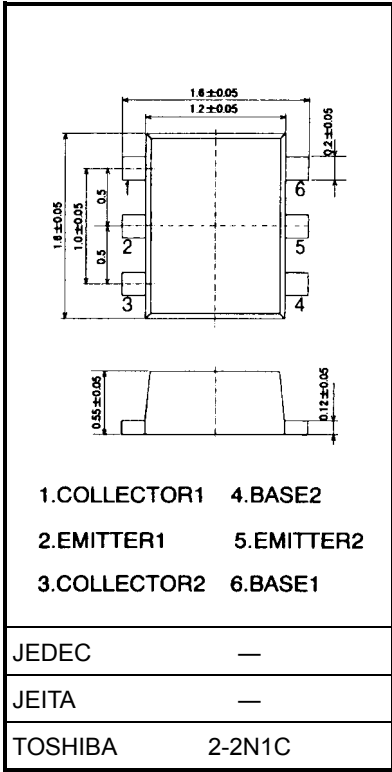 1.6±0.05
1.2±0.05
0.2±0.05
1
6
1.6±0.05
1.0±0.05
0.5
2
5
0.5
3
4
0.55±0.05
0.12±0.05
1.COLLECTOR1 4.BASE2
2.EMITTER1 5.EMITTER2
3.COLLECTOR2 6.BASE1
JEDEC —
JEITA —
TOSHIBA 2-2N1C